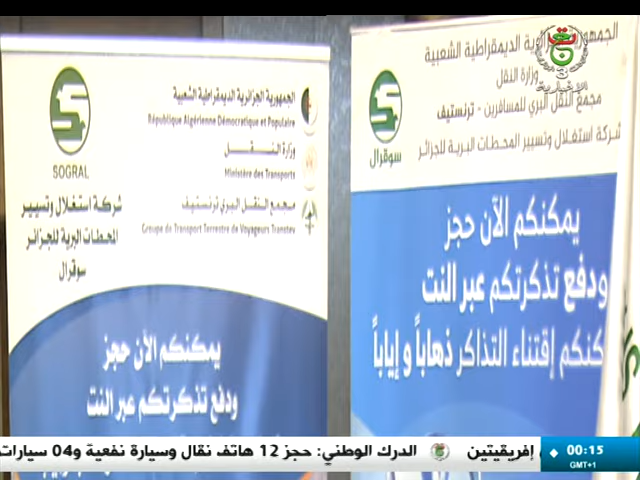 SOGRAL
شركة استغلال وتسيير
المحطات البرية للجزائر
سوقرال
الجمهورية الجزائرية الديمقراطية الشعبية
République Algérienne Démocratique et Populaire
وزارة النقل
Ministère des Transports
مجمع النقل البري ترنستيف
Groupe de Transport Terrestre de Voyageurs Transtev
يمكنكم الآن حجز
ودفع تذكرتكم عبر النت
الديمقراطية الشعبية
وزارة النقل
مجمع النقل البري للمسافرين - ترنستيف
شركة استغلال وتسيير المحطات البرية للجزائر
سوقرال
يمكنكم الآن حجز
ودفع تذكرتكم عبر النت
كنكم إقتناء التذاكر ذهاباً و إياباً
3
الإخبارية
إفريقيتين
الدرك الوطني: حجز 12 هاتف نقال وسيارة نفعية و04 سيارات
00:15
GMT+1